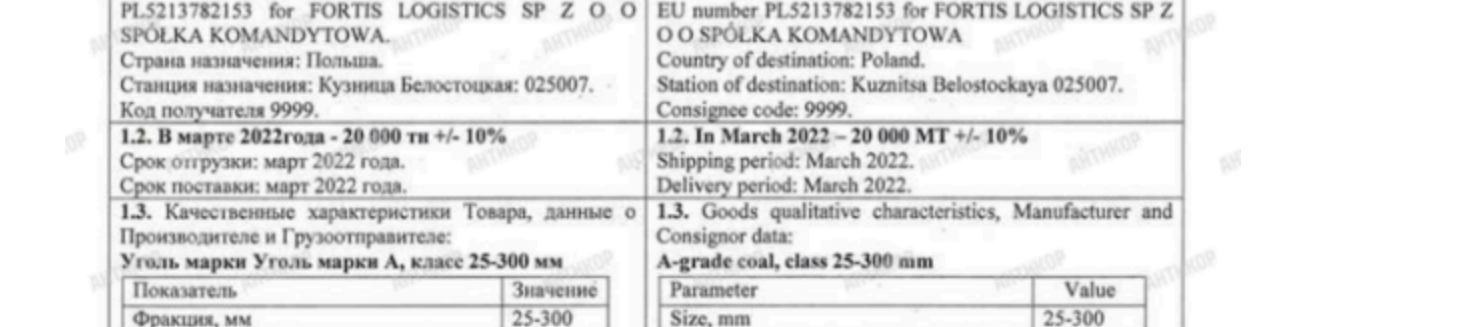 PL5213782153 for FORTIS LOGISTICS SP Z O O
SPÓŁKA KOMANDYTOWA.
Страна назначения: Польша.
Станция назначения: Кузница Белостоцкая: 025007.
Код получателя 9999.
1.2. В марте 2022года - 20 000 тн +/- 10%
Срок отгрузки: март 2022 года.
Срок поставки: март 2022 года.
1.3. Качественные характеристики Товара, данные о
Производителе и Грузоотправителе:
Уголь марки Уголь марки А, класс 25-300 мм
Показатель Значение
Фракция, мм 25-300
EU number PL5213782153 for FORTIS LOGISTICS SP Z
O O SPÓŁKA KOMANDYTOWA
Country of destination: Poland.
Station of destination: Kuznitsa Belostockaya 025007.
Consignee code: 9999.
1.2. In March 2022 – 20 000 MT +/- 10%
Shipping period: March 2022.
Delivery period: March 2022.
1.3. Goods qualitative characteristics, Manufacturer and
Consignor data:
A-grade coal, class 25-300 mm
Parameter Value
Size, mm 25-300
АНТИКОР